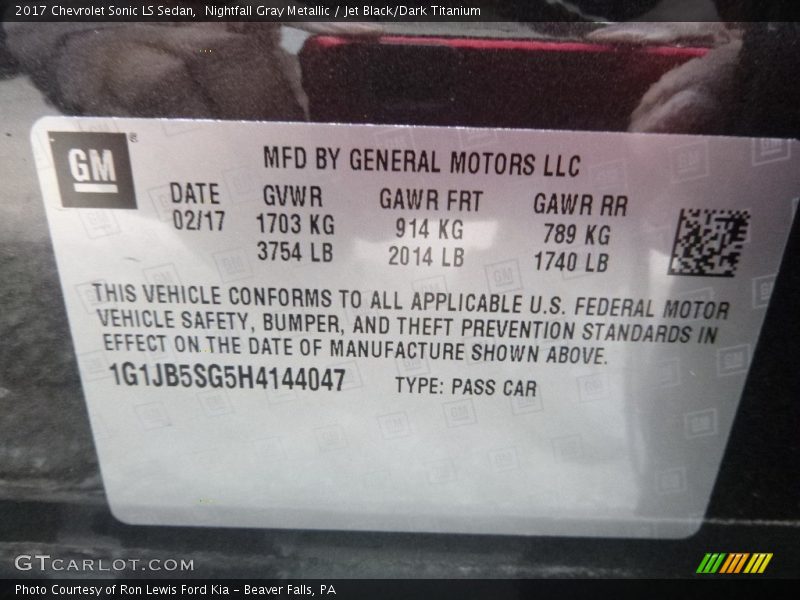 2017 Chevrolet Sonic LS Sedan,  Nightfall Gray Metallic / Jet Black/Dark Titanium
GM ®
MFD BY GENERAL MOTORS LLC
DATE GVWR GAWR FRT GAWR RR
02/17 1703 KG 914 KG 789 KG
3754 LB 2014 LB 1740 LB
THIS VEHICLE CONFORMS TO ALL APPLICABLE U.S. FEDERAL MOTOR
VEHICLE SAFETY, BUMPER, AND THEFT PREVENTION STANDARDS IN
EFFECT ON THE DATE OF MANUFACTURE SHOWN ABOVE.
1G1JB5SG5H4144047 TYPE: PASS CAR
GTCARLOT.COM
Photo Courtesy of Ron Lewis Ford Kia - Beaver Falls, PA